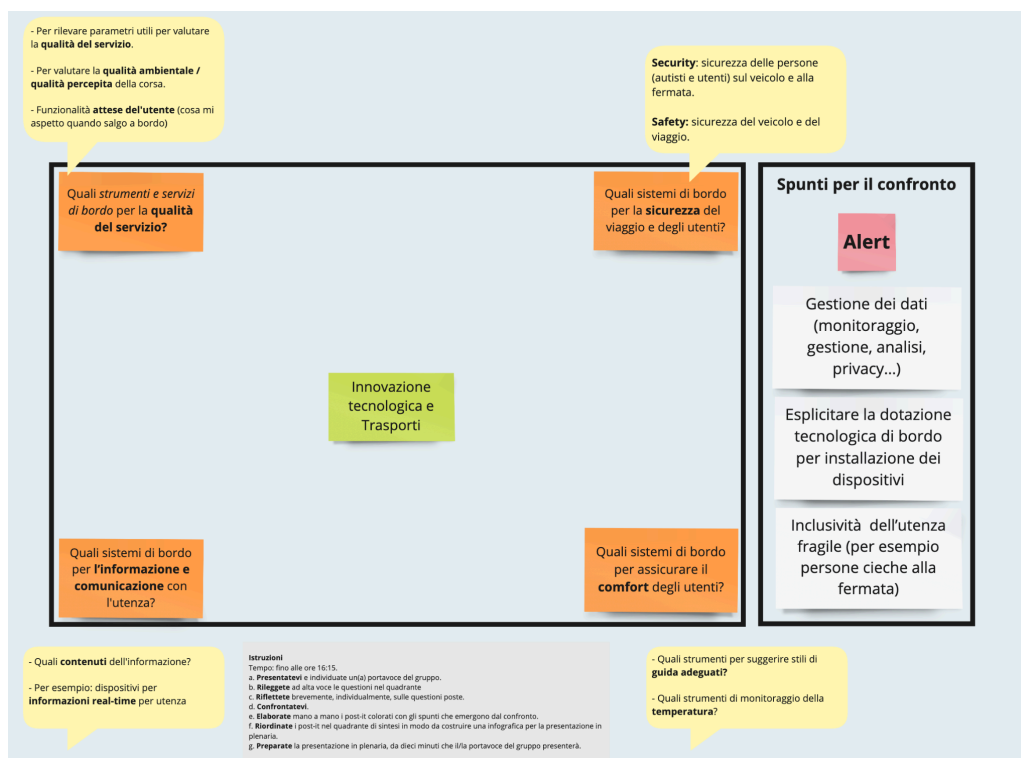 - Per rilevare parametri utili per valutare
la qualità del servizio.
- Per valutare la qualità ambientale /
qualità percepita della corsa.
- Funzionalità attese del'utente (cosa mi
aspetto quando salgo a bordo)
Security: sicurezza delle persone
(autisti e utenti) sul veicolo e alla
fermata.
Safety: sicurezza del veicolo e del
viaggio.
Quali strumenti e servizi
di bordo per la qualità
del servizio?
Quali sistemi di bordo
per la sicurezza del
viaggio e degli utenti?
Innovazione
tecnologica e
Trasporti
Quali sistemi di bordo
per l'informazione e
comunicazione con
l'utenza?
Quali sistemi di bordo
per assicurare il
comfort degli utenti?
Spunti per il confronto
Alert
Gestione dei dati
(monitoraggio,
gestione, analisi,
privacy...)
Esplicitare la dotazione
tecnologica di bordo
per installazione dei
dispositivi
Inclusività dell’utenza
fragile (per esempio
persone cieche alla
fermata)
- Quali contenuti dell'informazione?
- Per esempio: dispositivi per
informazioni real-time per utenza
Istruzioni
Tempo: fino alle ore 16:15.
a. Presentatevi e individuate un(a) portavoce del gruppo.
b. Rileggete ad alta voce le questioni nel quadrante
c. Riflettete brevemente, individualmente, sulle questioni poste.
d. Confrontatevi.
e. Elaborate mano a mano i post-it colorati con gli spunti che emergono dal confronto.
f. Riordinate i post-it nel quadrante di sintesi in modo da costruire una infografica per la presentazione in
plenaria.
g. Preparate la presentazione in plenaria, da dieci minuti che il/la portavoce del gruppo presenterà.
- Quali strumenti per suggerire stili di
guida adeguati?
- Quali strumenti di monitoraggio della
temperatura?